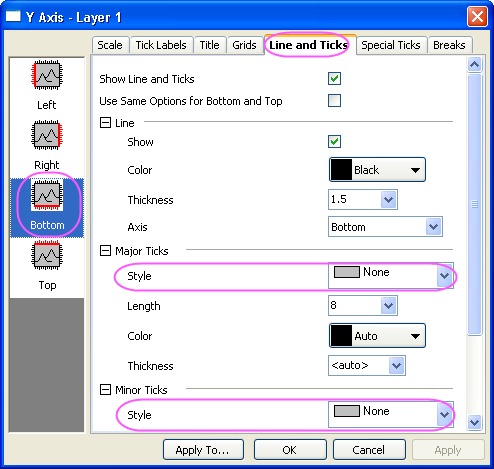 Y Axis - Layer 1
Scale Tick Labels Title Grids Line and Ticks Special Ticks Breaks
Left
Right
Bottom
Top
Show Line and Ticks
Use Same Options for Bottom and Top
Line
Show
Color Black
Thickness 1.5
Axis Bottom
Major Ticks
Style None
Length 8
Color Auto
Thickness <auto>
Minor Ticks
Style None
Apply To... OK Cancel Apply